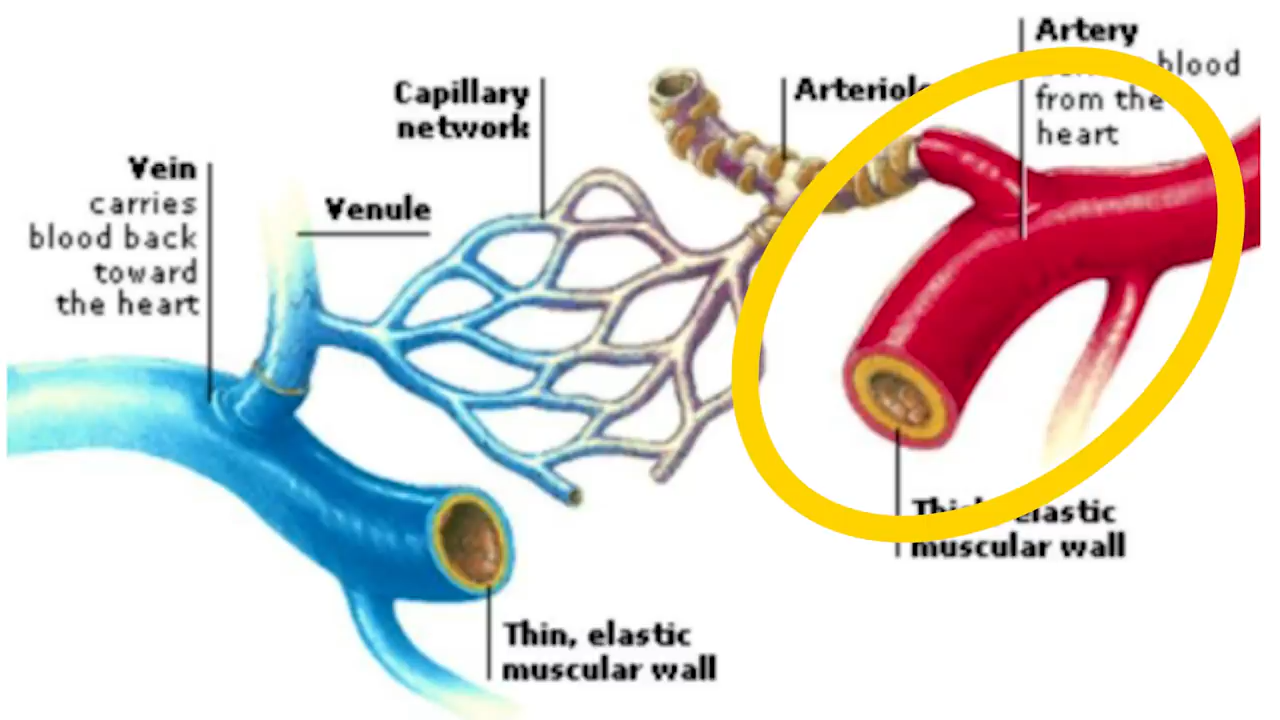 Artery
blood
from the
heart
Capillary
network
Vein
carries
blood back
toward
the heart
Venule
elastic
muscular wall
Thin, elastic
muscular wall